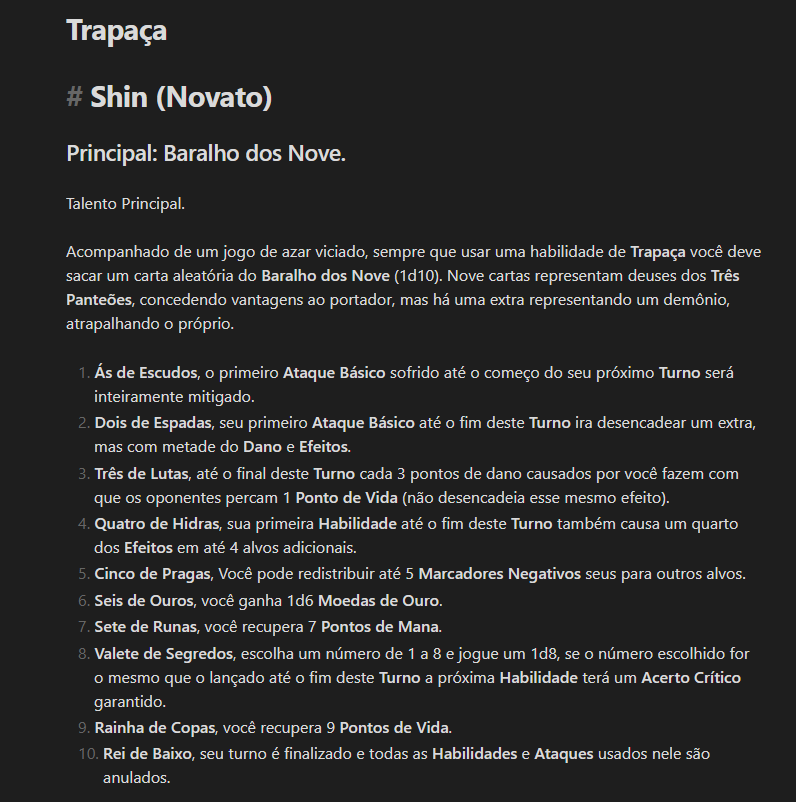 Trapaça
# Shin (Novato)
Principal: Baralho dos Nove.
Talento Principal.
Acompanhado de um jogo de azar viciado, sempre que usar uma habilidade de Trapaça você deve
sacar um carta aleatória do Baralho dos Nove (1d10). Nove cartas representam deuses dos Três
Panteões, concedendo vantagens ao portador, mas há uma extra representando um demônio,
atrapalhando o próprio.
1. Ás de Escudos, o primeiro Ataque Básico sofrido até o começo do seu próximo Turno será
inteiramente mitigado.
2. Dois de Espadas, seu primeiro Ataque Básico até o fim deste Turno ira desencadear um extra,
mas com metade do Dano e Efeitos.
3. Três de Lutas, até o final deste Turno cada 3 pontos de dano causados por você fazem com
que os oponentes percam 1 Ponto de Vida (não desencadeia esse mesmo efeito).
4. Quatro de Hidras, sua primeira Habilidade até o fim deste Turno também causa um quarto
dos Efeitos em até 4 alvos adicionais.
5. Cinco de Pragas, Você pode redistribuir até 5 Marcadores Negativos seus para outros alvos.
6. Seis de Ouros, você ganha 1d6 Moedas de Ouro.
7. Sete de Runas, você recupera 7 Pontos de Mana.
8. Valete de Segredos, escolha um número de 1 a 8 e jogue um 1d8, se o número escolhido for
o mesmo que o lançado até o fim deste Turno a próxima Habilidade terá um Acerto Crítico
garantido.
9. Rainha de Copas, você recupera 9 Pontos de Vida.
10. Rei de Baixo, seu turno é finalizado e todas as Habilidades e Ataques usados nele são
anulados.